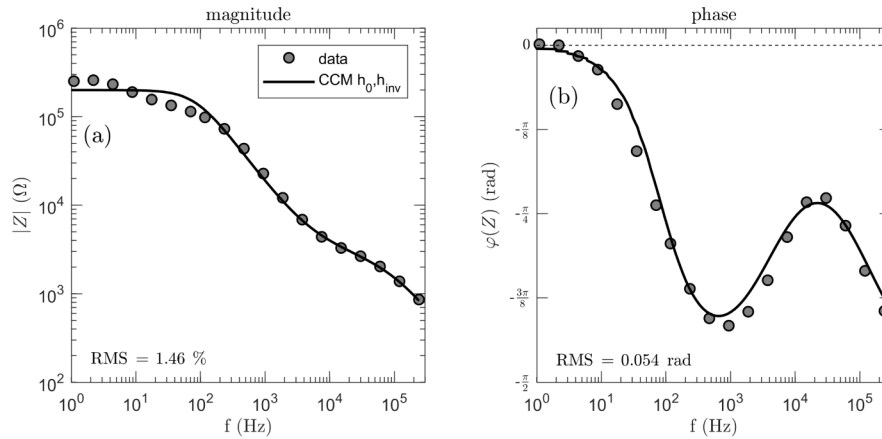 magnitude
10^6
10^5
10^4
10^3
10^2
|Z| (Ω)
data
CCM h_0,h_inv
(a)
RMS = 1.46 %
10^0 10^1 10^2 10^3 10^4 10^5
f (Hz)
phase
0
-π/8
-π/4
-3π/8
-π/2
φ(Z) (rad)
(b)
RMS = 0.054 rad
10^0 10^1 10^2 10^3 10^4 10^5
f (Hz)